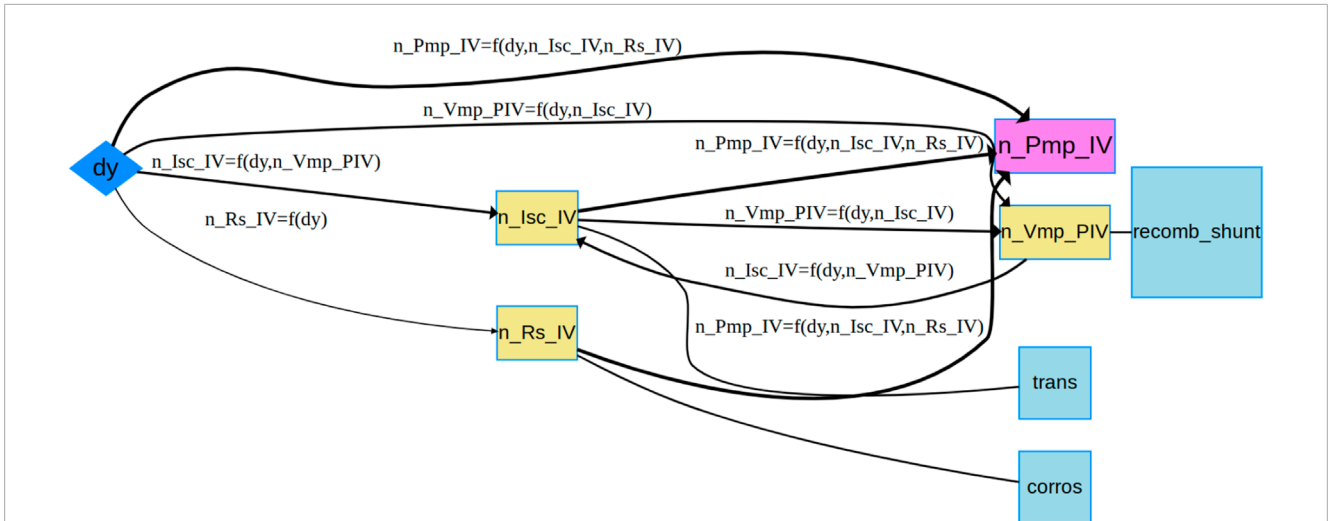 n_Pmp_IV=f(dy,n_Isc_IV,n_Rs_IV)
n_Vmp_PIV=f(dy,n_Isc_IV)
n_Pmp_IV=f(dy,n_Isc_IV,n_Rs_IV)
n_Pmp_IV
dy
n_Isc_IV=f(dy,n_Vmp_PIV)
n_Rs_IV=f(dy)
n_Isc_IV
n_Vmp_PIV=f(dy,n_Isc_IV)
n_Vmp_PIV
recomb_shunt
n_Isc_IV=f(dy,n_Vmp_PIV)
n_Rs_IV
n_Pmp_IV=f(dy,n_Isc_IV,n_Rs_IV)
trans
corros